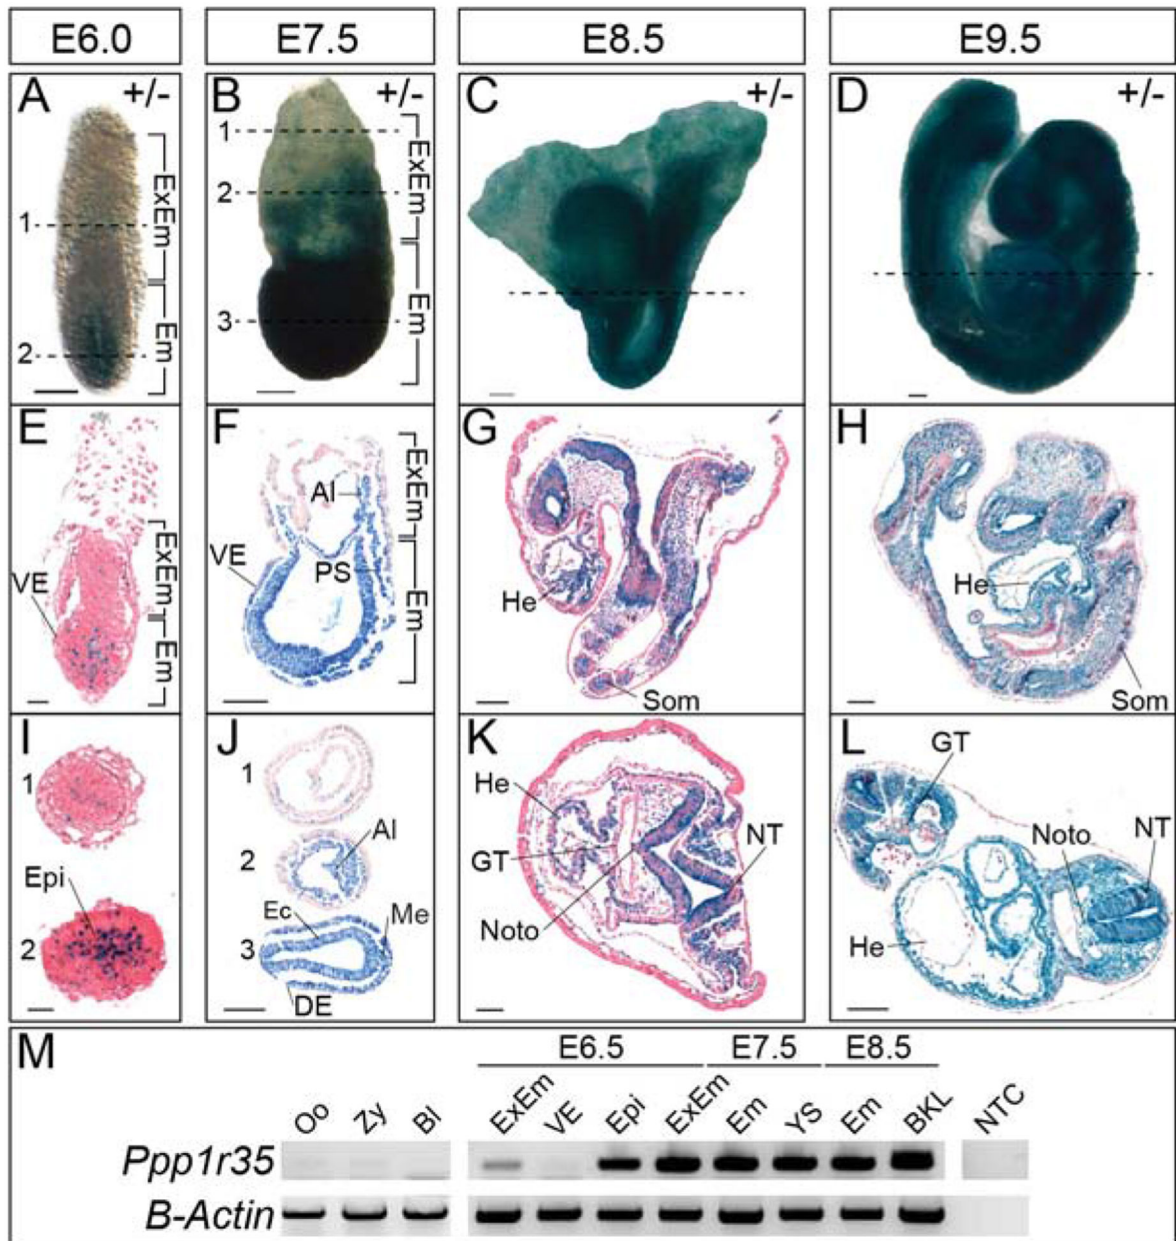 E6.0 E7.5 E8.5 E9.5
A +/- B +/- C +/- D +/-
1 2 ExEm Em
1 2 3 ExEm Em
E VE ExEm Em
F Al VE PS ExEm Em
G He Som
H He Som
I 1 Epi 2
J 1 Al 2 Ec Me 3 DE
K He GT NT Noto
L GT Noto NT He
M E6.5 E7.5 E8.5
Oo Zy Bl ExEm VE Epi ExEm Em YS Em BKL NTC
Ppp1r35
B-Actin